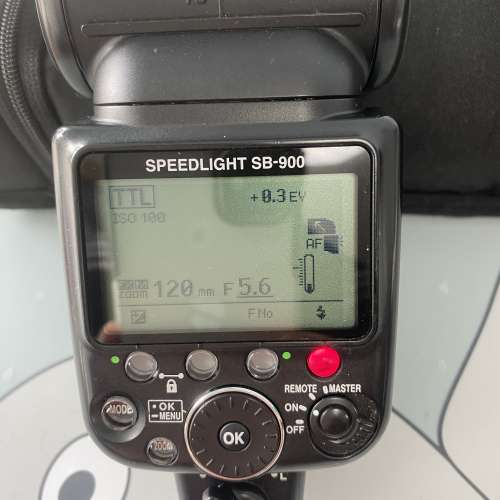 SPEEDLIGHT SB-900
TTL
+0.3 EV
ISO 100
AF
ZOOM 120 mm F 5.6
F No
REMOTE MASTER
ON
OFF
MODE
OK
MENU
ZOOM
OK
L